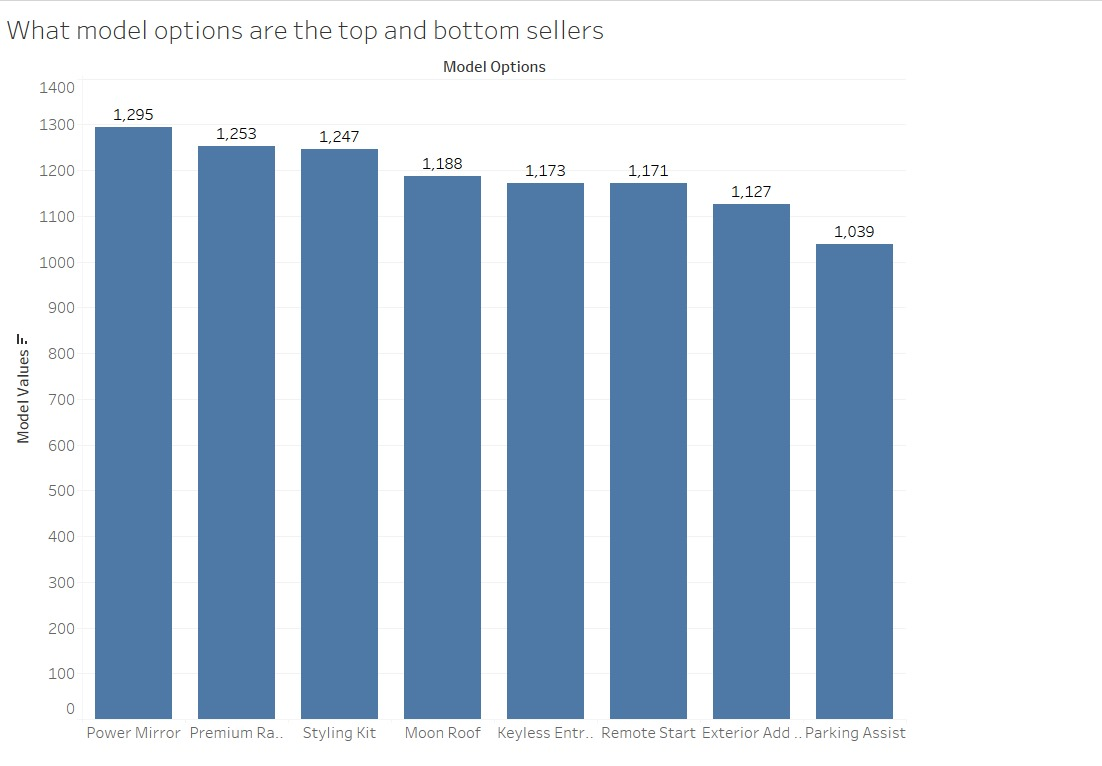 What model options are the top and bottom sellers
Model Options
1400
1300
1200
1100
1000
900
800
700
600
500
400
300
200
100
0
Model Values
1,295
1,253
1,247
1,188
1,173
1,171
1,127
1,039
Power Mirror
Premium Ra..
Styling Kit
Moon Roof
Keyless Entr..
Remote Start
Exterior Add ..
Parking Assist